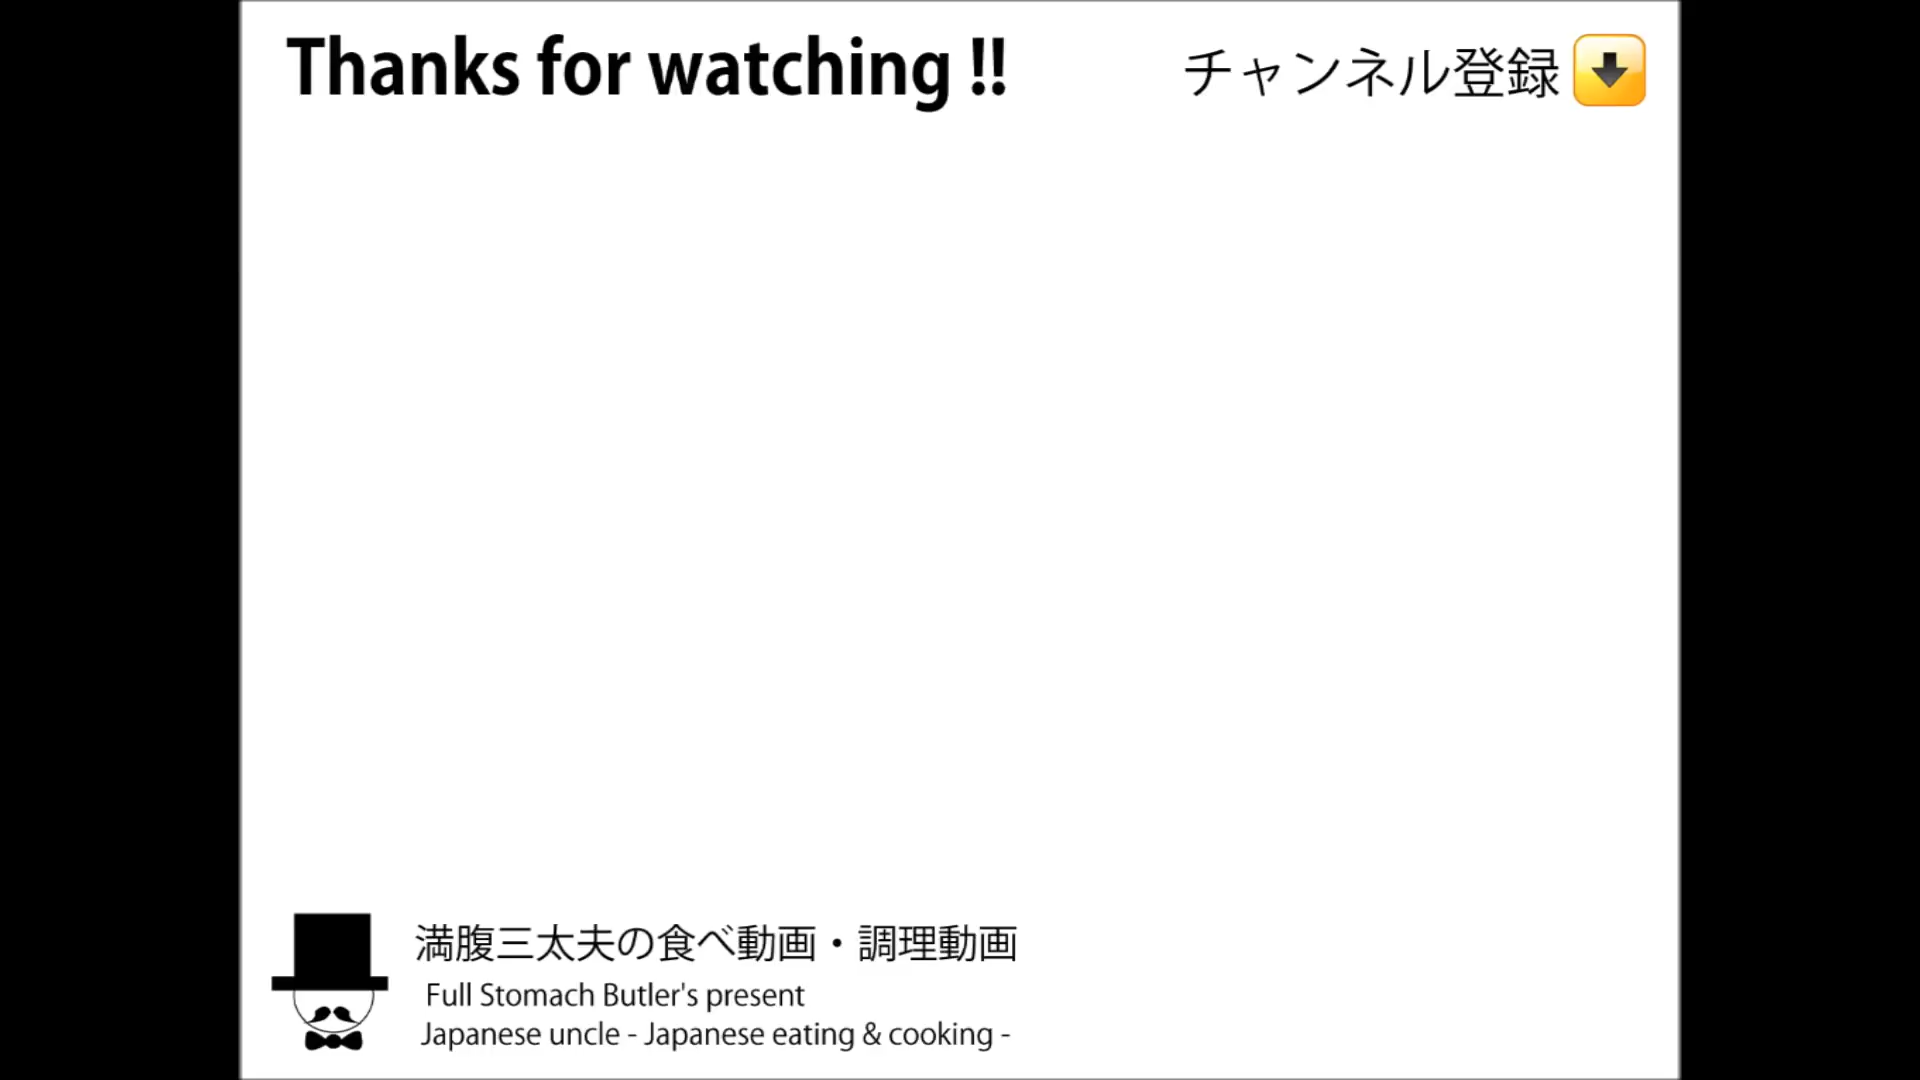 Thanks for watching !!
チャンネル登録
満腹三太夫の食べ動画・調理動画
Full Stomach Butler's present
Japanese uncle - Japanese eating & cooking -